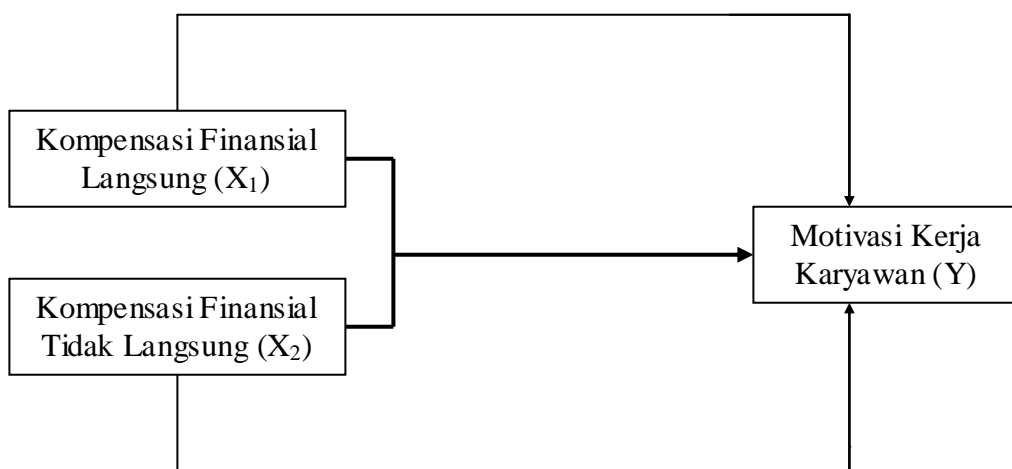 Kompensasi Finansial
Langsung (X₁)
Motivasi Kerja
Karyawan (Y)
Kompensasi Finansial
Tidak Langsung (X₂)